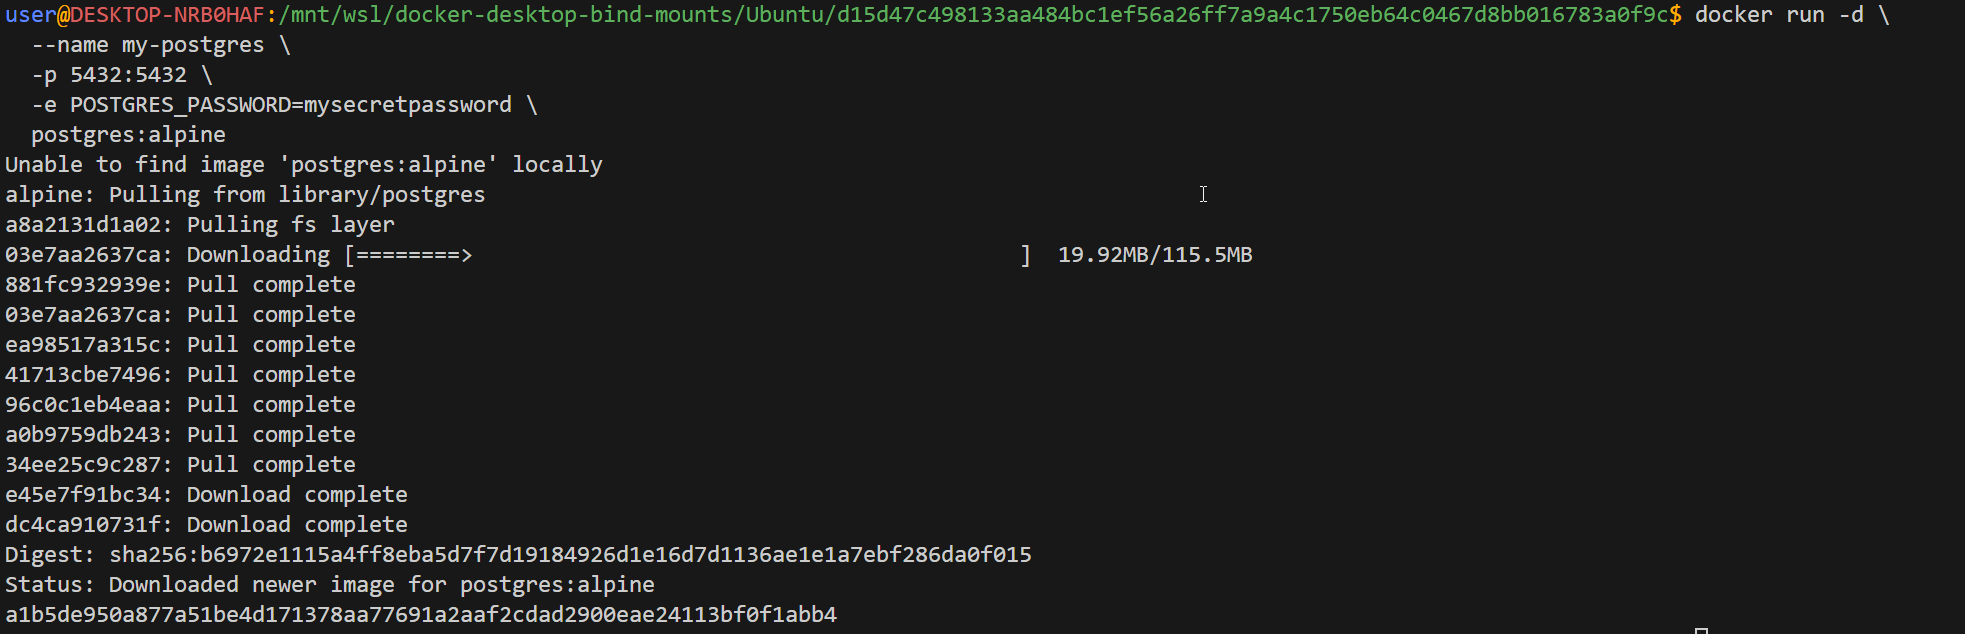 user@DESKTOP-NRB0HAF:/mnt/wsl/docker-desktop-bind-mounts/Ubuntu/d15d47c498133aa484bc1ef56a26ff7a9a4c1750eb64c0467d8bb016783a0f9c$ docker run -d \
  --name my-postgres \
  -p 5432:5432 \
  -e POSTGRES_PASSWORD=mysecretpassword \
  postgres:alpine
Unable to find image 'postgres:alpine' locally
alpine: Pulling from library/postgres
a8a2131d1a02: Pulling fs layer
03e7aa2637ca: Downloading [========>                                          ]  19.92MB/115.5MB
881fc932939e: Pull complete
03e7aa2637ca: Pull complete
ea98517a315c: Pull complete
41713cbe7496: Pull complete
96c0c1eb4eaa: Pull complete
a0b9759db243: Pull complete
34ee25c9c287: Pull complete
e45e7f91bc34: Download complete
dc4ca910731f: Download complete
Digest: sha256:b6972e1115a4ff8eba5d7f7d19184926d1e16d7d1136ae1e1a7ebf286da0f015
Status: Downloaded newer image for postgres:alpine
a1b5de950a877a51be4d171378aa77691a2aaf2cdad2900eae24113bf0f1abb4